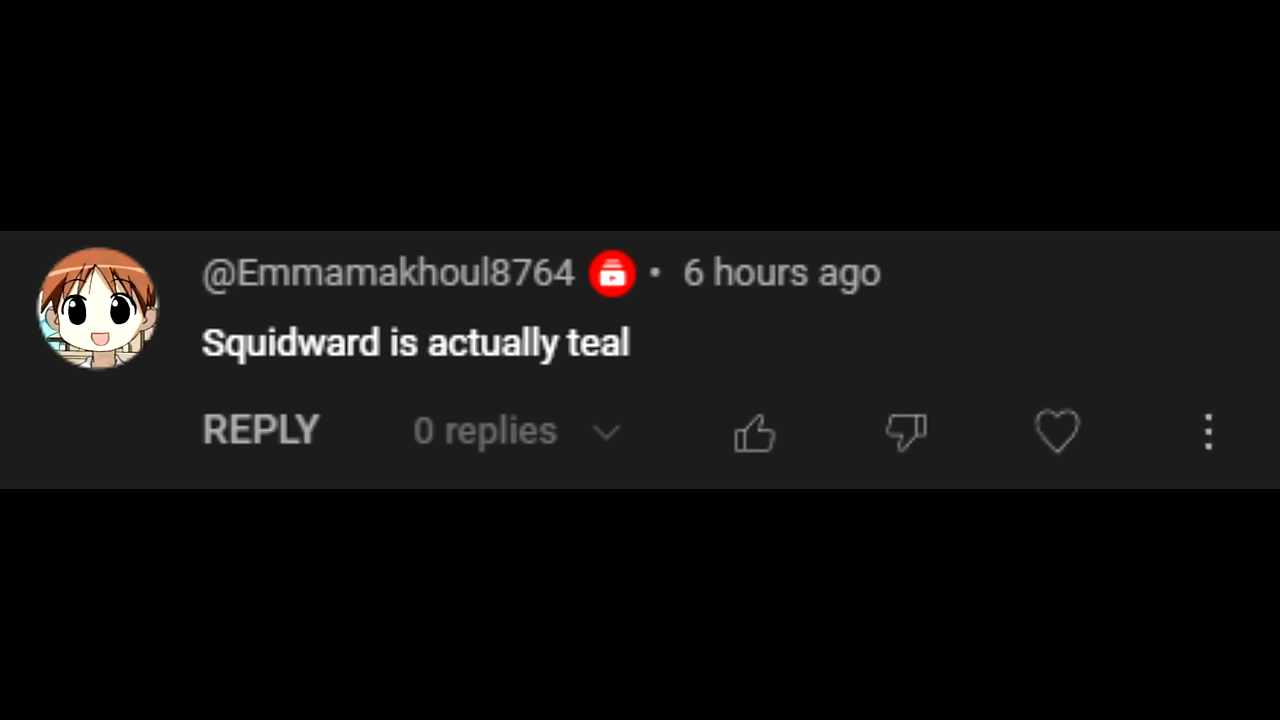 @Emmamakhoul8764 • 6 hours ago
Squidward is actually teal
REPLY 0 replies